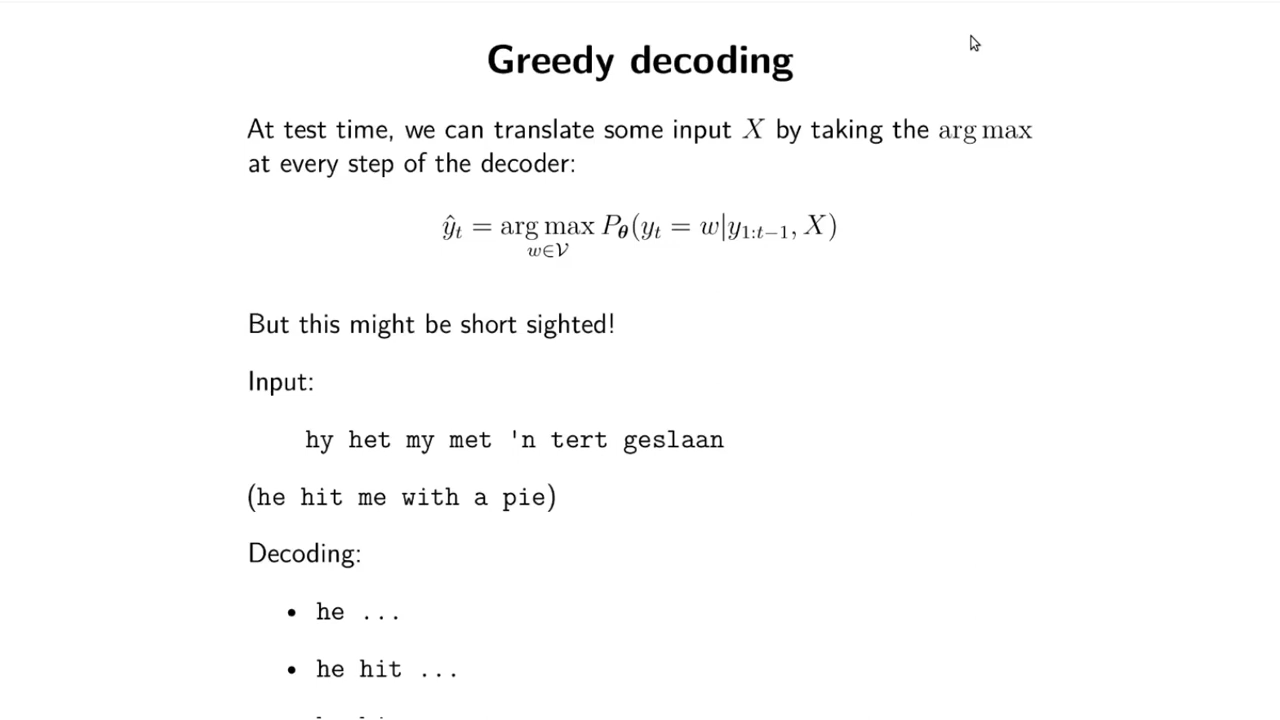 Greedy decoding
At test time, we can translate some input X by taking the arg max
at every step of the decoder:
ŷ_t = arg max_{w∈𝒱} P_θ(y_t = w|y_{1:t−1}, X)
But this might be short sighted!
Input:
hy het my met 'n tert geslaan
(he hit me with a pie)
Decoding:
• he ...
• he hit ...